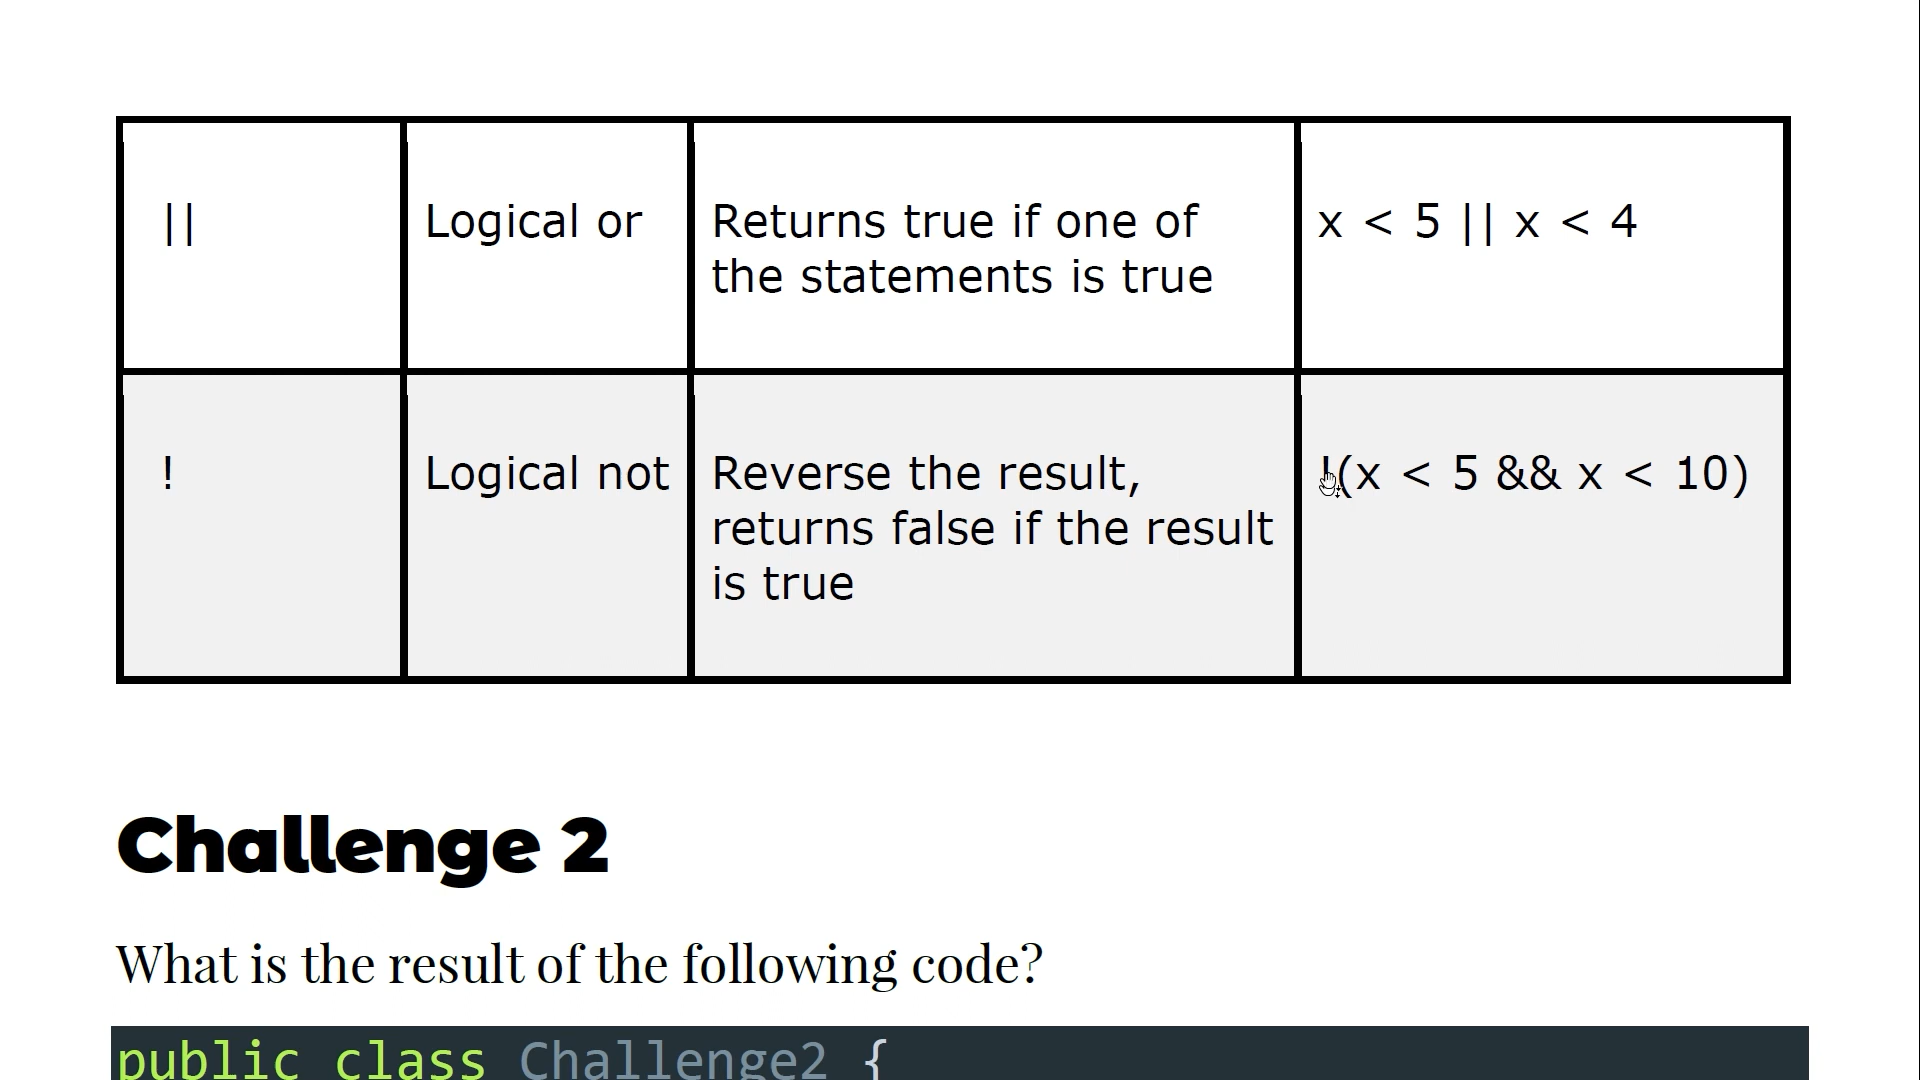 || Logical or Returns true if one of x < 5 || x < 4
the statements is true
! Logical not Reverse the result, !(x < 5 && x < 10)
returns false if the result
is true
Challenge 2
What is the result of the following code?
public class Challenge2 {